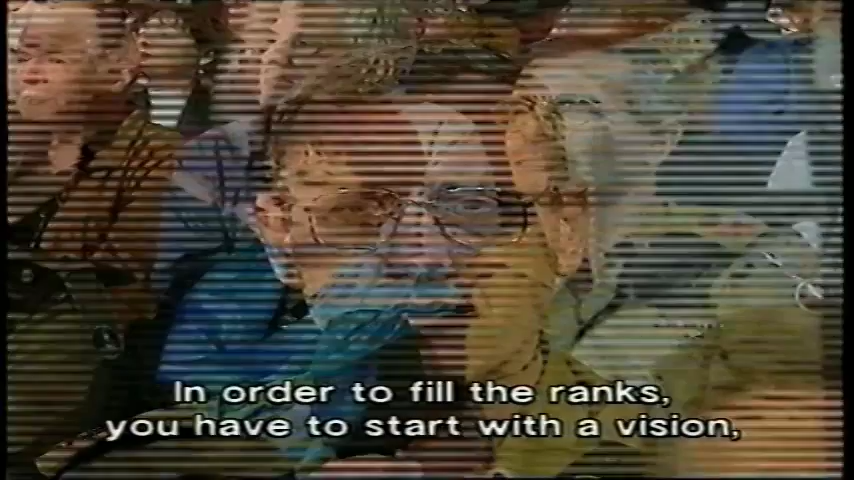 In order to fill the ranks,
you have to start with a vision,